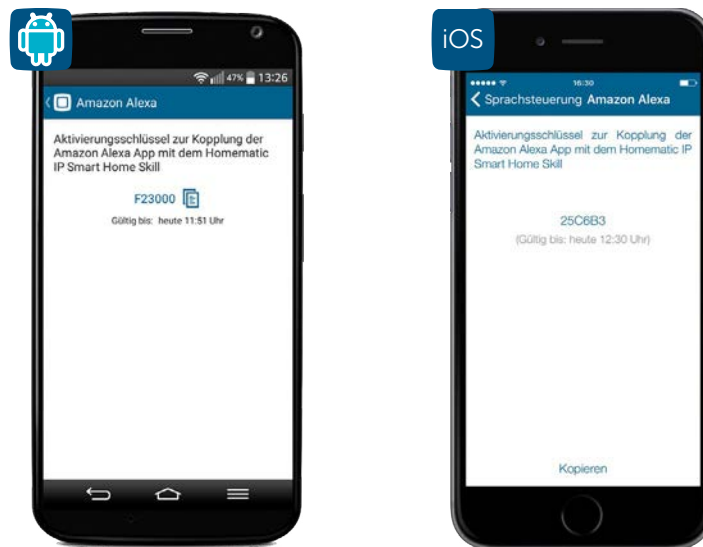 47% 13:26
Amazon Alexa
Aktivierungsschlüssel zur Kopplung der
Amazon Alexa App mit dem Homematic
IP Smart Home Skill
F23000
Gültig bis: heute 11:51 Uhr
iOS
16:30
Sprachsteuerung Amazon Alexa
Aktivierungsschlüssel zur Kopplung der
Amazon Alexa App mit dem Homematic IP
Smart Home Skill
25C6B3
(Gültig bis: heute 12:30 Uhr)
Kopieren